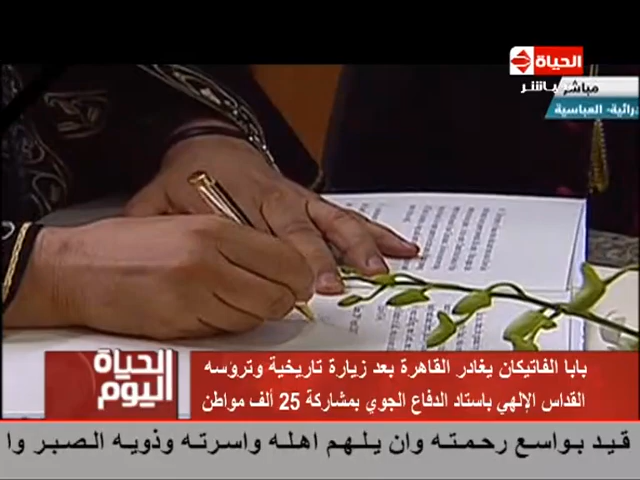 الحياة
مباشر
مباشر
العباسية
الحياة
اليوم
بابا الفاتيكان يغادر القاهرة بعد زيارة تاريخية وترؤسه
القداس الإلهي باستاد الدفاع الجوي بمشاركة 25 ألف مواطن
قيد بواسع رحمته وان يلهم اهله واسرته وذويه الصبر وا